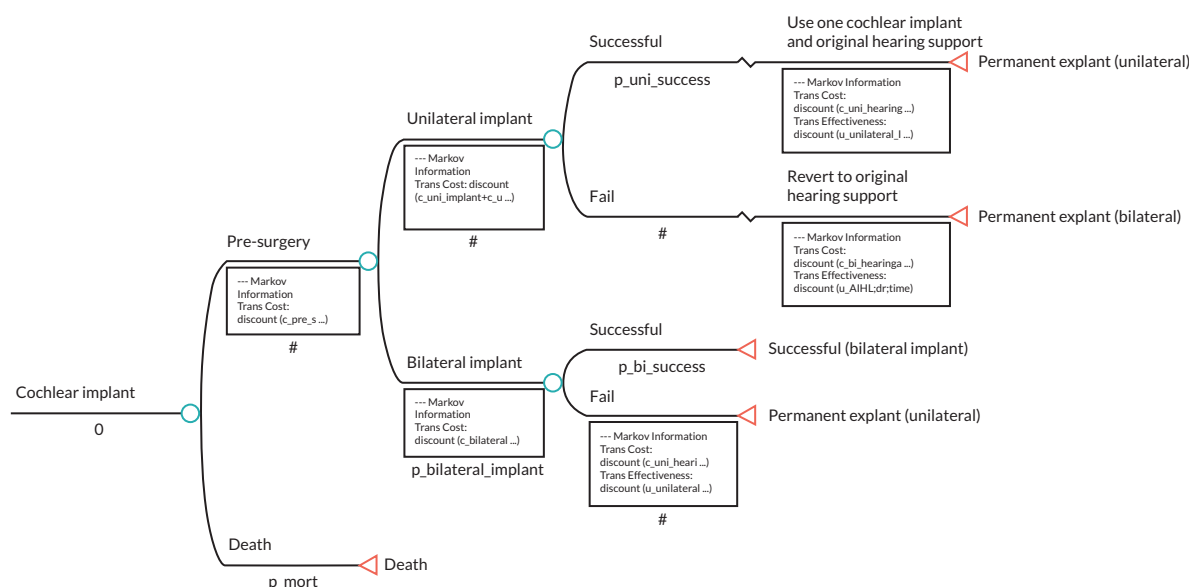 Use one cochlear implant
and original hearing support
Successful
p_uni_success
--- Markov Information
Trans Cost:
discount (c_uni_hearing ...)
Trans Effectiveness:
discount (u_unilateral_I ...)
Permanent explant (unilateral)
Unilateral implant
--- Markov
Information
Trans Cost: discount
(c_uni_implant+c_u ...)
#
Revert to original
hearing support
Fail
#
--- Markov Information
Trans Cost:
discount (c_bi_hearinga ...)
Trans Effectiveness:
discount (u_AIHL;dr;time)
Permanent explant (bilateral)
Pre-surgery
--- Markov
Information
Trans Cost:
discount (c_pre_s ...)
#
Successful
p_bi_success
Successful (bilateral implant)
Bilateral implant
--- Markov
Information
Trans Cost:
discount (c_bilateral ...)
p_bilateral_implant
Fail
--- Markov Information
Trans Cost:
discount (c_uni_heari ...)
Trans Effectiveness:
discount (u_unilateral ...)
#
Permanent explant (unilateral)
Cochlear implant
0
Death
p_mort
Death